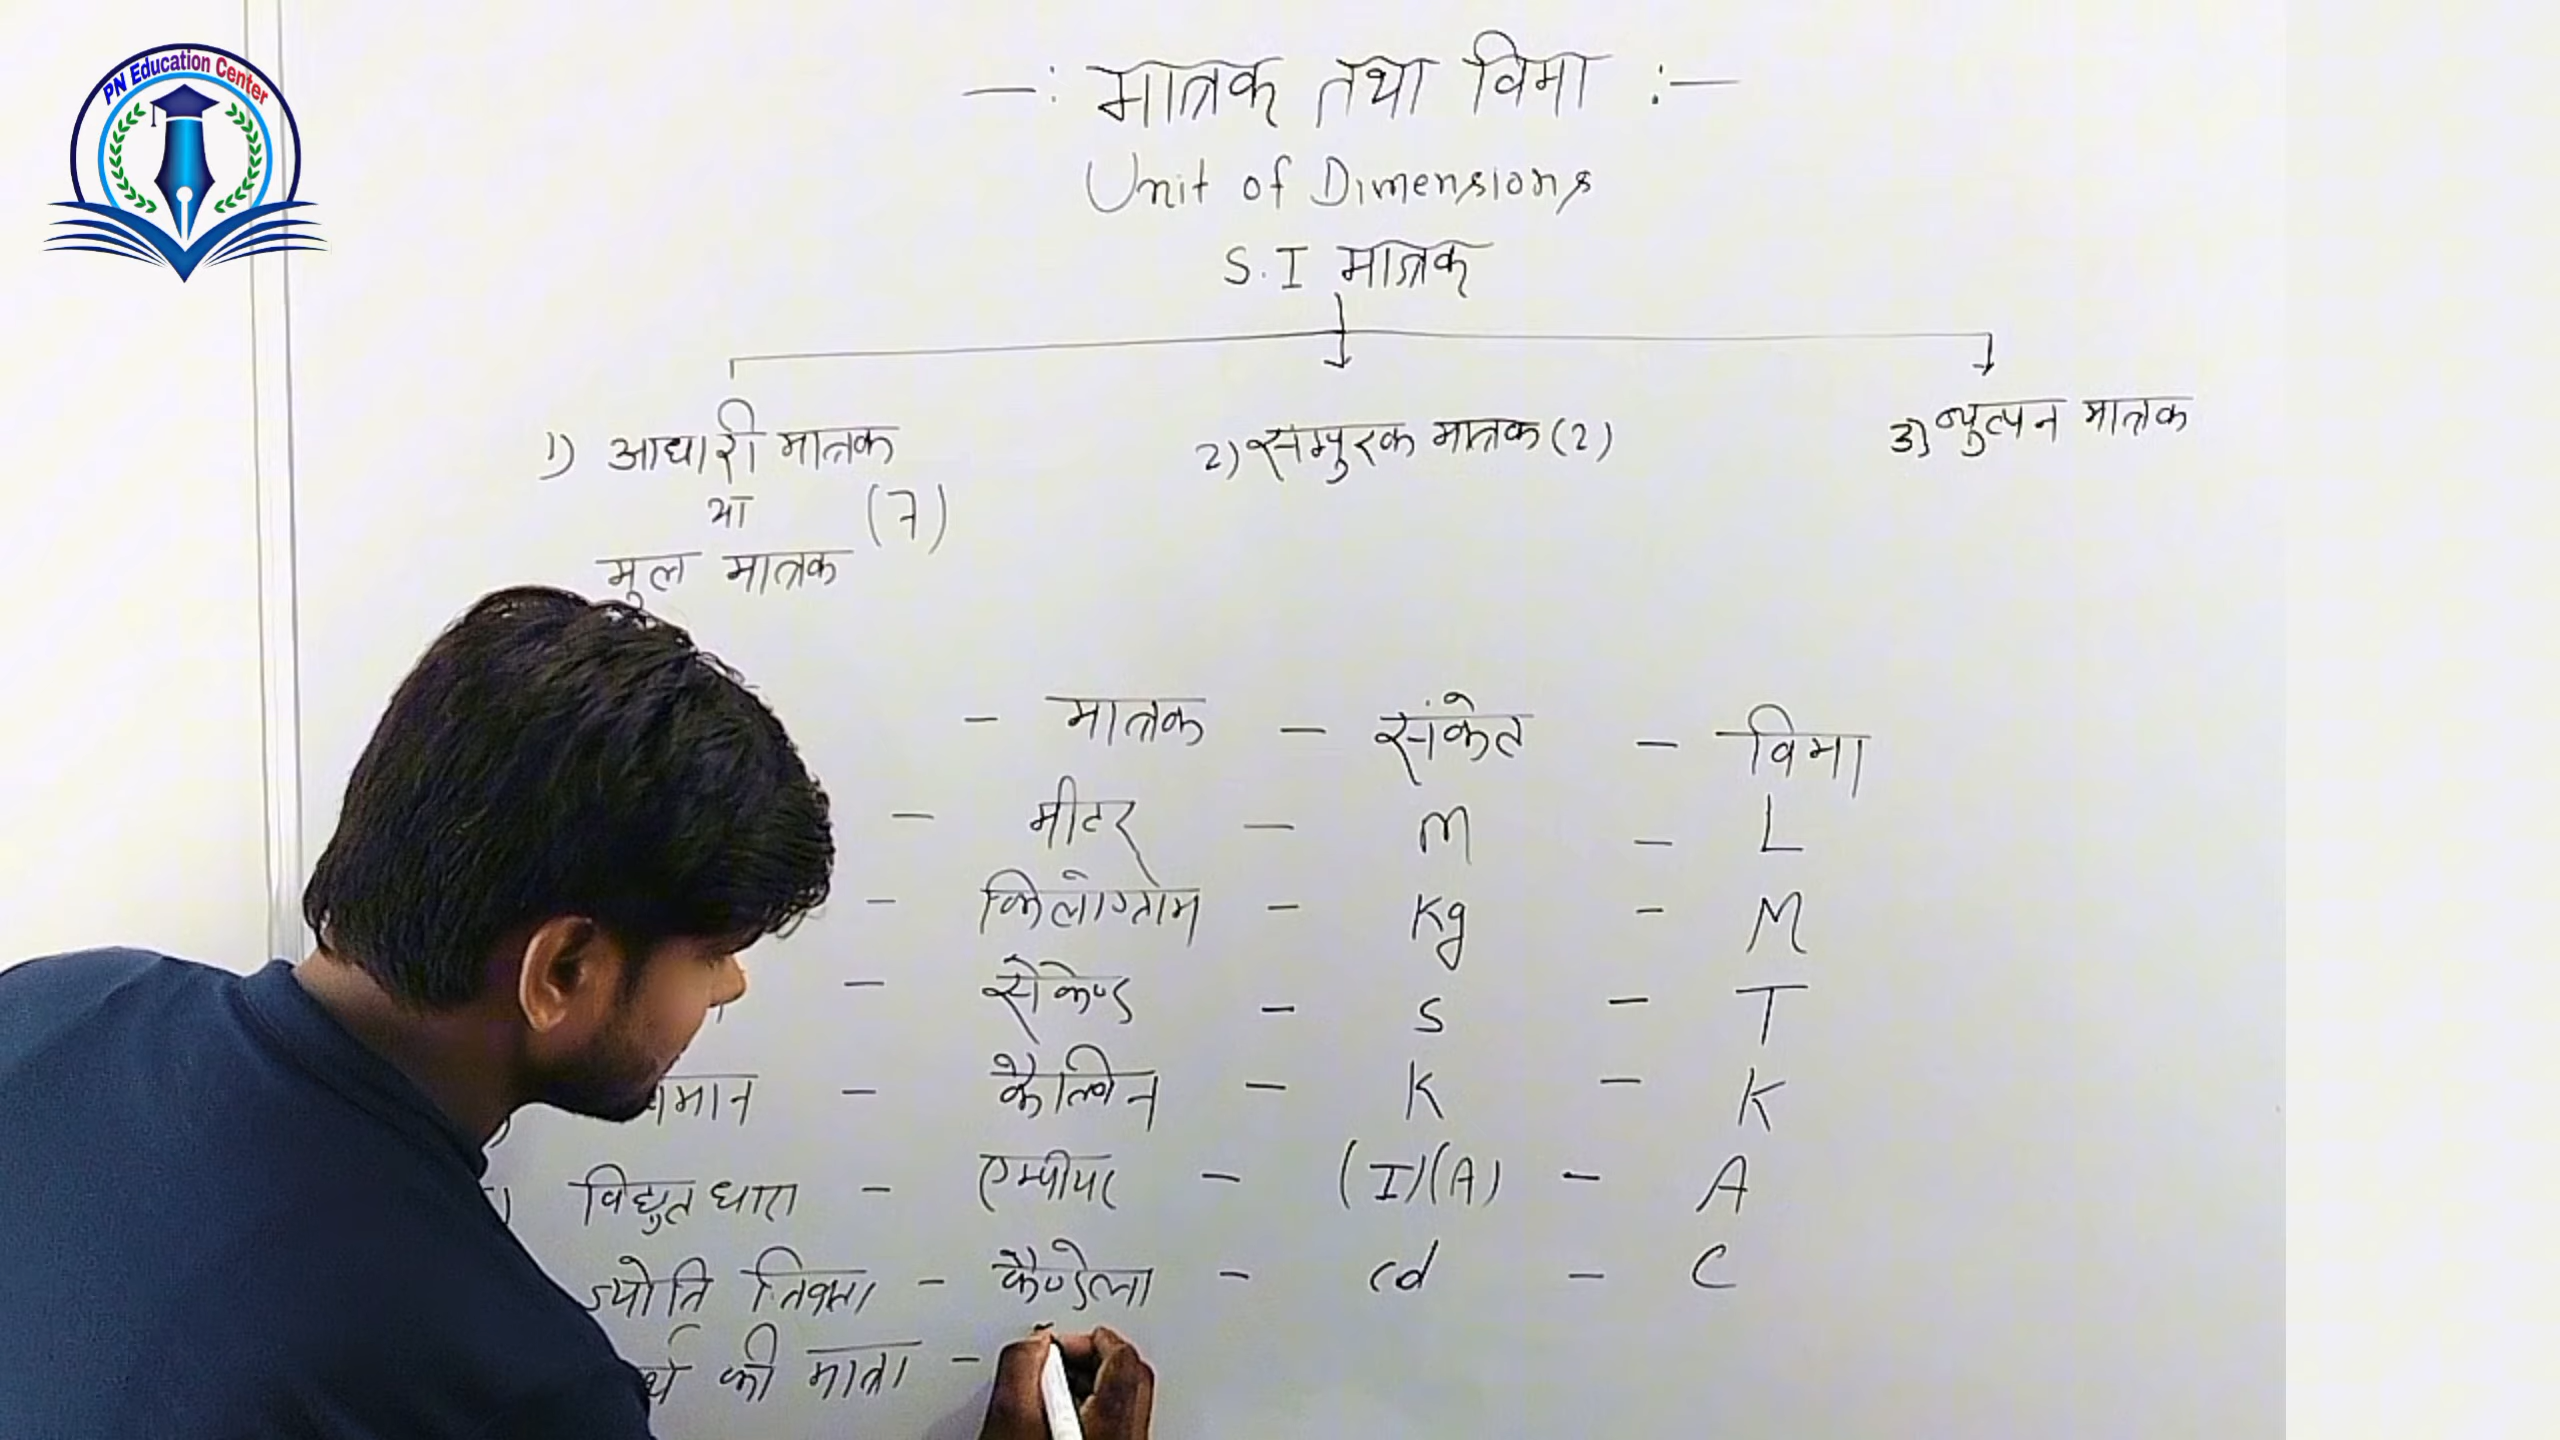 PN Education Center
-: मात्रक तथा विमा :-
Unit of Dimensions
S.I मात्रक
1) आधारी मात्रक
या (7)
मुल मात्रक
2) सम्पुरक मात्रक (2)
3) व्युत्पन मात्रक
- मात्रक - संकेत - विमा
- मीटर - m - L
- किलोग्राम - Kg - M
- सेकेण्ड - s - T
- कैल्विन - K - K
विद्युत धारा - एम्पीयर - (I)(A) - A
ज्योति तिव्रता - कैण्डेला - cd - C
की मात्रा -